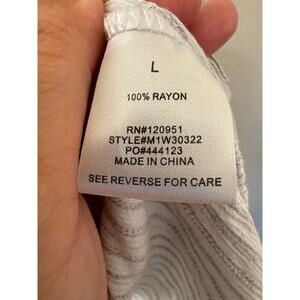 L
100% RAYON
RN#120951
STYLE#M1W30322
PO#444123
MADE IN CHINA
SEE REVERSE FOR CARE